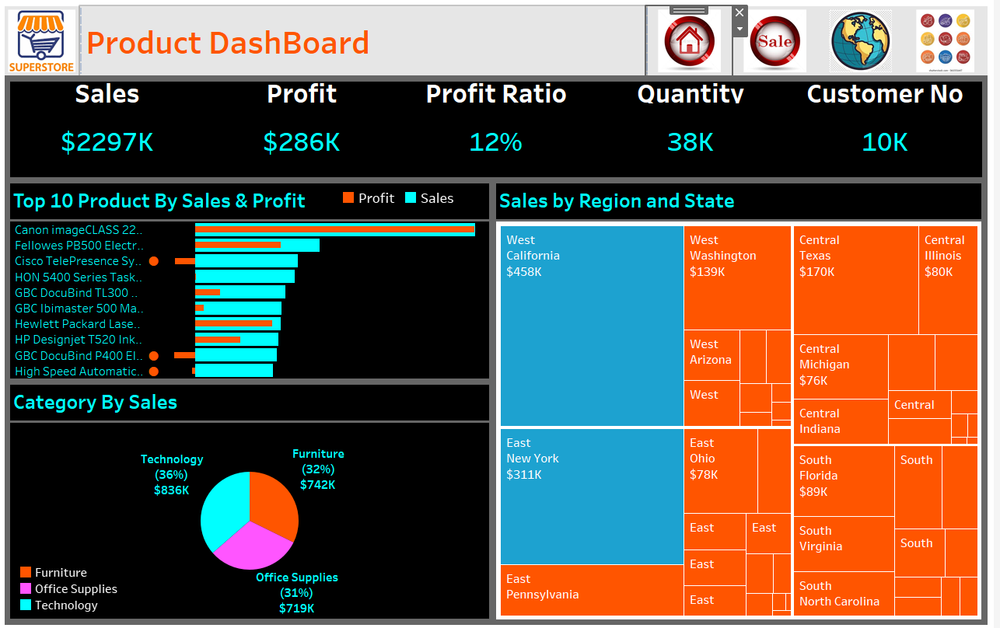 SUPERSTORE
Product DashBoard
Sale
Sales
Profit
Profit Ratio
Quantity
Customer No
$2297K
$286K
12%
38K
10K
Top 10 Product By Sales & Profit
Profit
Sales
Canon imageCLASS 22..
Fellowes PB500 Electr..
Cisco TelePresence Sy..
HON 5400 Series Task..
GBC DocuBind TL300 ..
GBC Ibimaster 500 Ma..
Hewlett Packard Lase..
HP Designjet T520 Ink..
GBC DocuBind P400 El..
High Speed Automatic..
Category By Sales
Technology
(36%)
$836K
Furniture
(32%)
$742K
Office Supplies
(31%)
$719K
Furniture
Office Supplies
Technology
Sales by Region and State
West
California
$458K
West
Washington
$139K
West
Arizona
West
Central
Texas
$170K
Central
Illinois
$80K
Central
Michigan
$76K
Central
Indiana
Central
East
New York
$311K
East
Pennsylvania
East
Ohio
$78K
East
East
East
East
South
Florida
$89K
South
Virginia
South
North Carolina
South
South